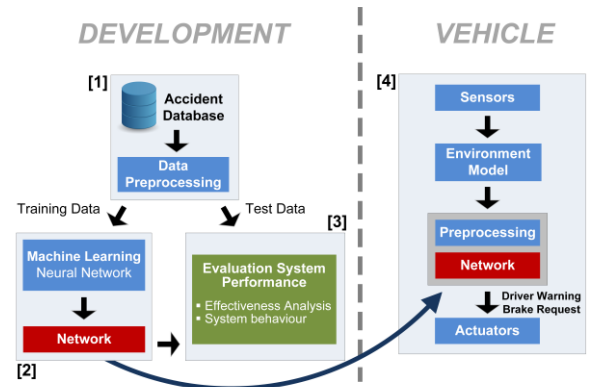 DEVELOPMENT
VEHICLE
[1]
Accident
Database
Data
Preprocessing
Training Data
Test Data
[3]
Machine Learning
Neural Network
Network
[2]
Evaluation System
Performance
▪ Effectiveness Analysis
▪ System behaviour
[4]
Sensors
Environment
Model
Preprocessing
Network
Driver Warning
Brake Request
Actuators